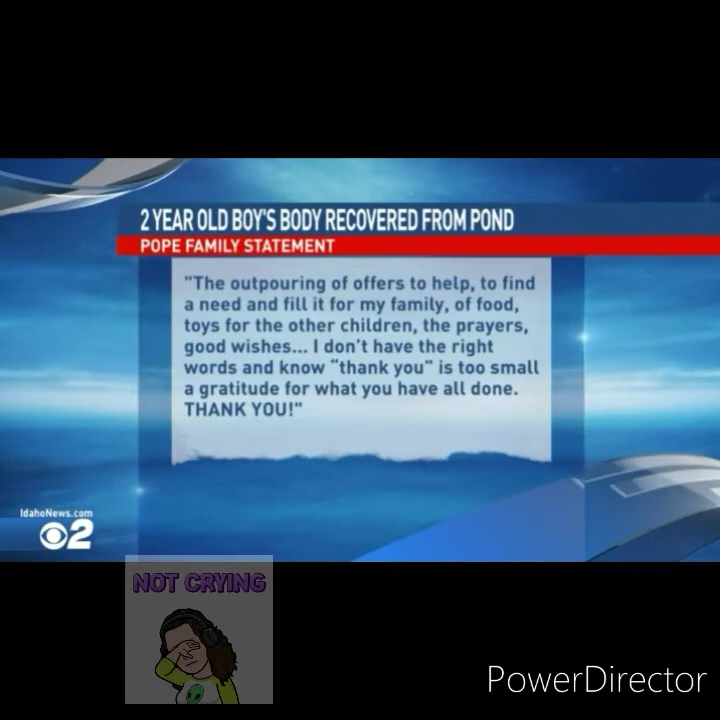 2 YEAR OLD BOY'S BODY RECOVERED FROM POND
POPE FAMILY STATEMENT
"The outpouring of offers to help, to find
a need and fill it for my family, of food,
toys for the other children, the prayers,
good wishes... I don't have the right
words and know "thank you" is too small
a gratitude for what you have all done.
THANK YOU!"
IdahoNews.com
2
NOT CRYING
PowerDirector